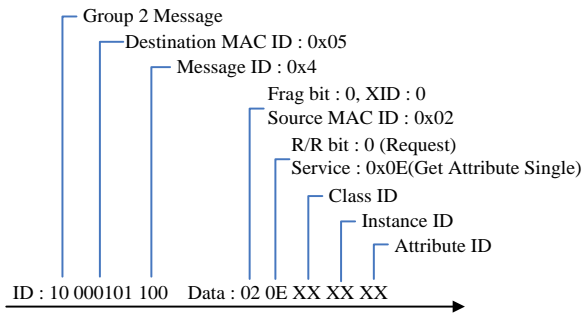 Group 2 Message
Destination MAC ID : 0x05
Message ID : 0x4
Frag bit : 0, XID : 0
Source MAC ID : 0x02
R/R bit : 0 (Request)
Service : 0x0E(Get Attribute Single)
Class ID
Instance ID
Attribute ID
ID : 10 000101 100 Data : 02 0E XX XX XX